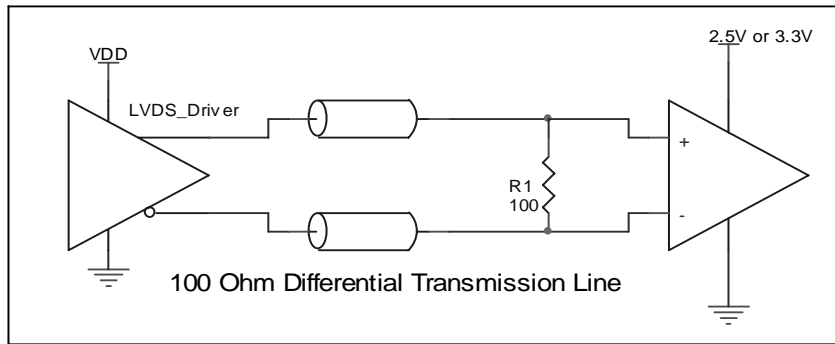 VDD
2.5V or 3.3V
LVDS_Driver
+
R1
100
-
100 Ohm Differential Transmission Line